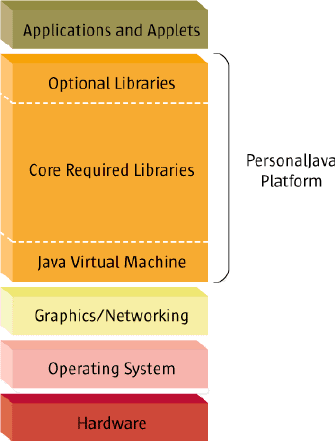 Applications and Applets
Optional Libraries
Core Required Libraries
PersonalJava
Platform
Java Virtual Machine
Graphics/Networking
Operating System
Hardware